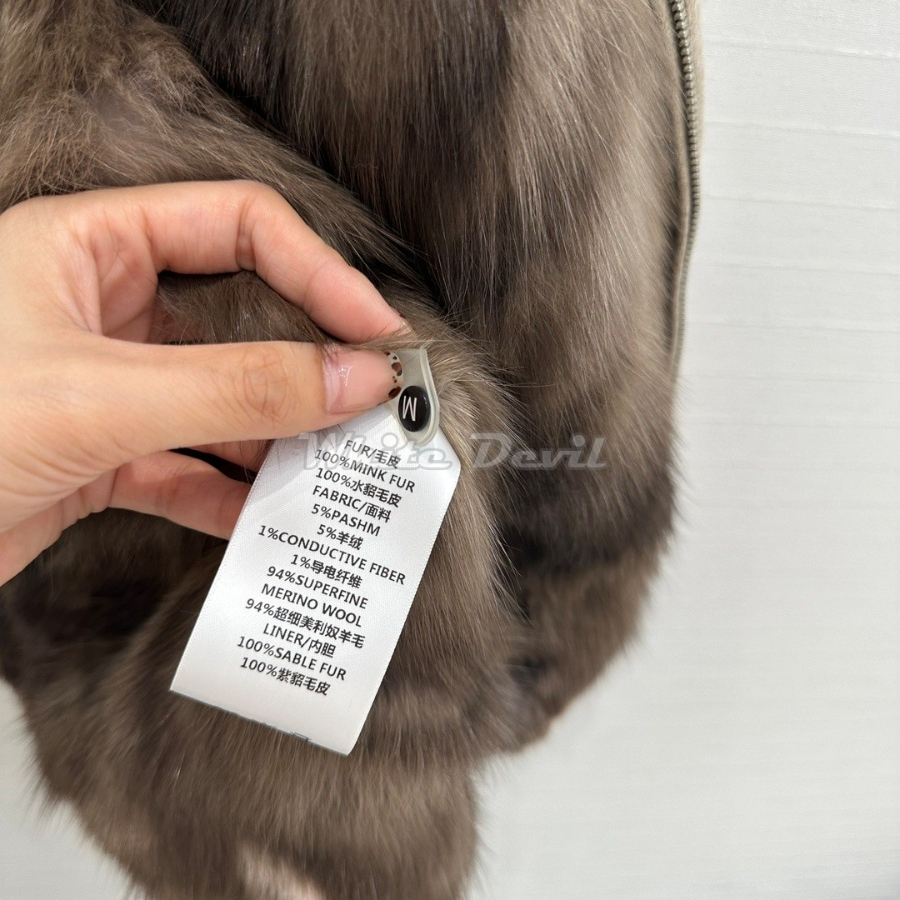 M
FUR/毛皮
100%MINK FUR
100%水貂毛皮
FABRIC/面料
5%PASHM
5%羊绒
1%CONDUCTIVE FIBER
1%导电纤维
94%SUPERFINE
MERINO WOOL
94%超细美利奴羊毛
LINER/内胆
100%SABLE FUR
100%紫貂毛皮
White Devil